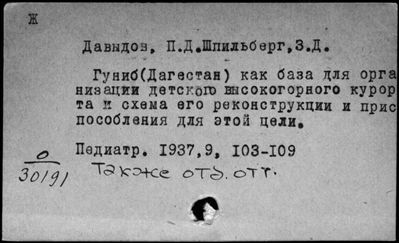 Ж
Давыдов, П.Д.Шпильберг,З.Д.
Гуниб(Дагестан) как база для орга
низации детского высокогорного курор
та и схема его реконструкции и прис
пособления для этой цели.
Педиатр. 1937,9, 103-109
0
30191
Также отд. отт.